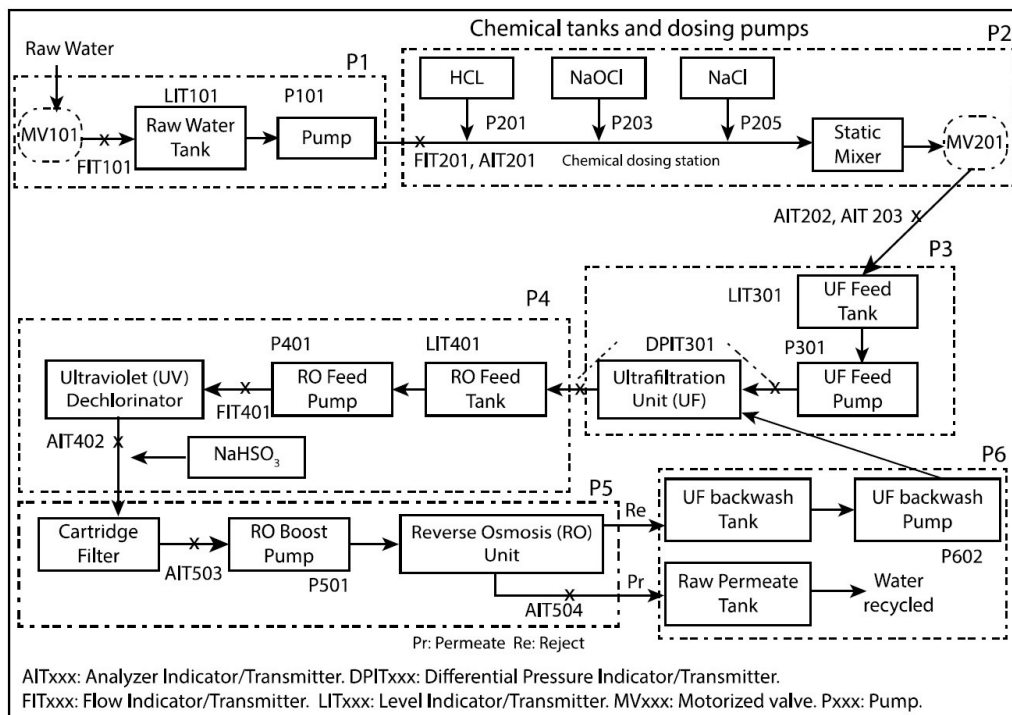 Chemical tanks and dosing pumps
P2
Raw Water
P1
MV101
FIT101
LIT101
Raw Water
Tank
P101
Pump
HCL
NaOCl
NaCl
P201
P203
P205
FIT201, AIT201
Chemical dosing station
Static
Mixer
MV201
AIT202, AIT 203
P3
LIT301
UF Feed
Tank
P301
UF Feed
Pump
DPIT301
Ultrafiltration
Unit (UF)
P4
LIT401
RO Feed
Tank
P401
RO Feed
Pump
FIT401
Ultraviolet (UV)
Dechlorinator
AIT402
NaHSO₃
P5
Cartridge
Filter
AIT503
RO Boost
Pump
P501
Reverse Osmosis (RO)
Unit
AIT504
Re
Pr
P6
UF backwash
Tank
UF backwash
Pump
P602
Raw Permeate
Tank
Water
recycled
Pr: Permeate Re: Reject
AITxxx: Analyzer Indicator/Transmitter. DPITxxx: Differential Pressure Indicator/Transmitter.
FITxxx: Flow Indicator/Transmitter. LITxxx: Level Indicator/Transmitter. MVxxx: Motorized valve. Pxxx: Pump.